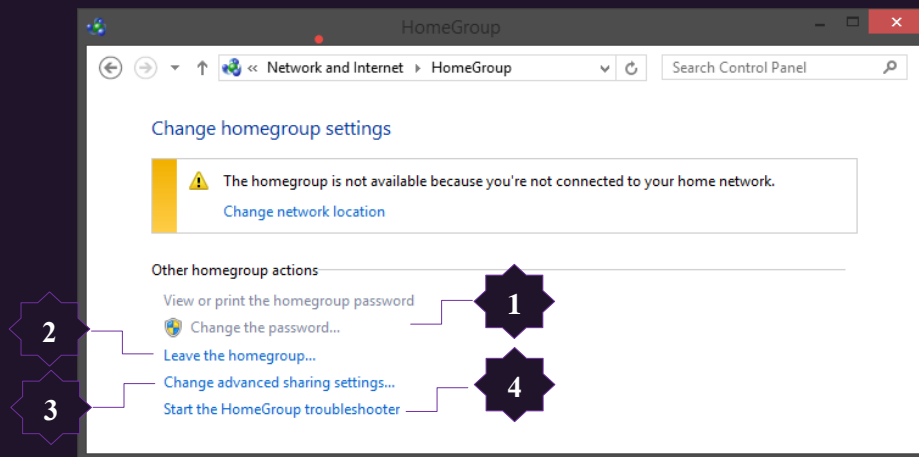 HomeGroup
« Network and Internet ▸ HomeGroup
Search Control Panel
Change homegroup settings
The homegroup is not available because you're not connected to your home network.
Change network location
Other homegroup actions
View or print the homegroup password
1
Change the password...
2
Leave the homegroup...
Change advanced sharing settings...
4
3
Start the HomeGroup troubleshooter